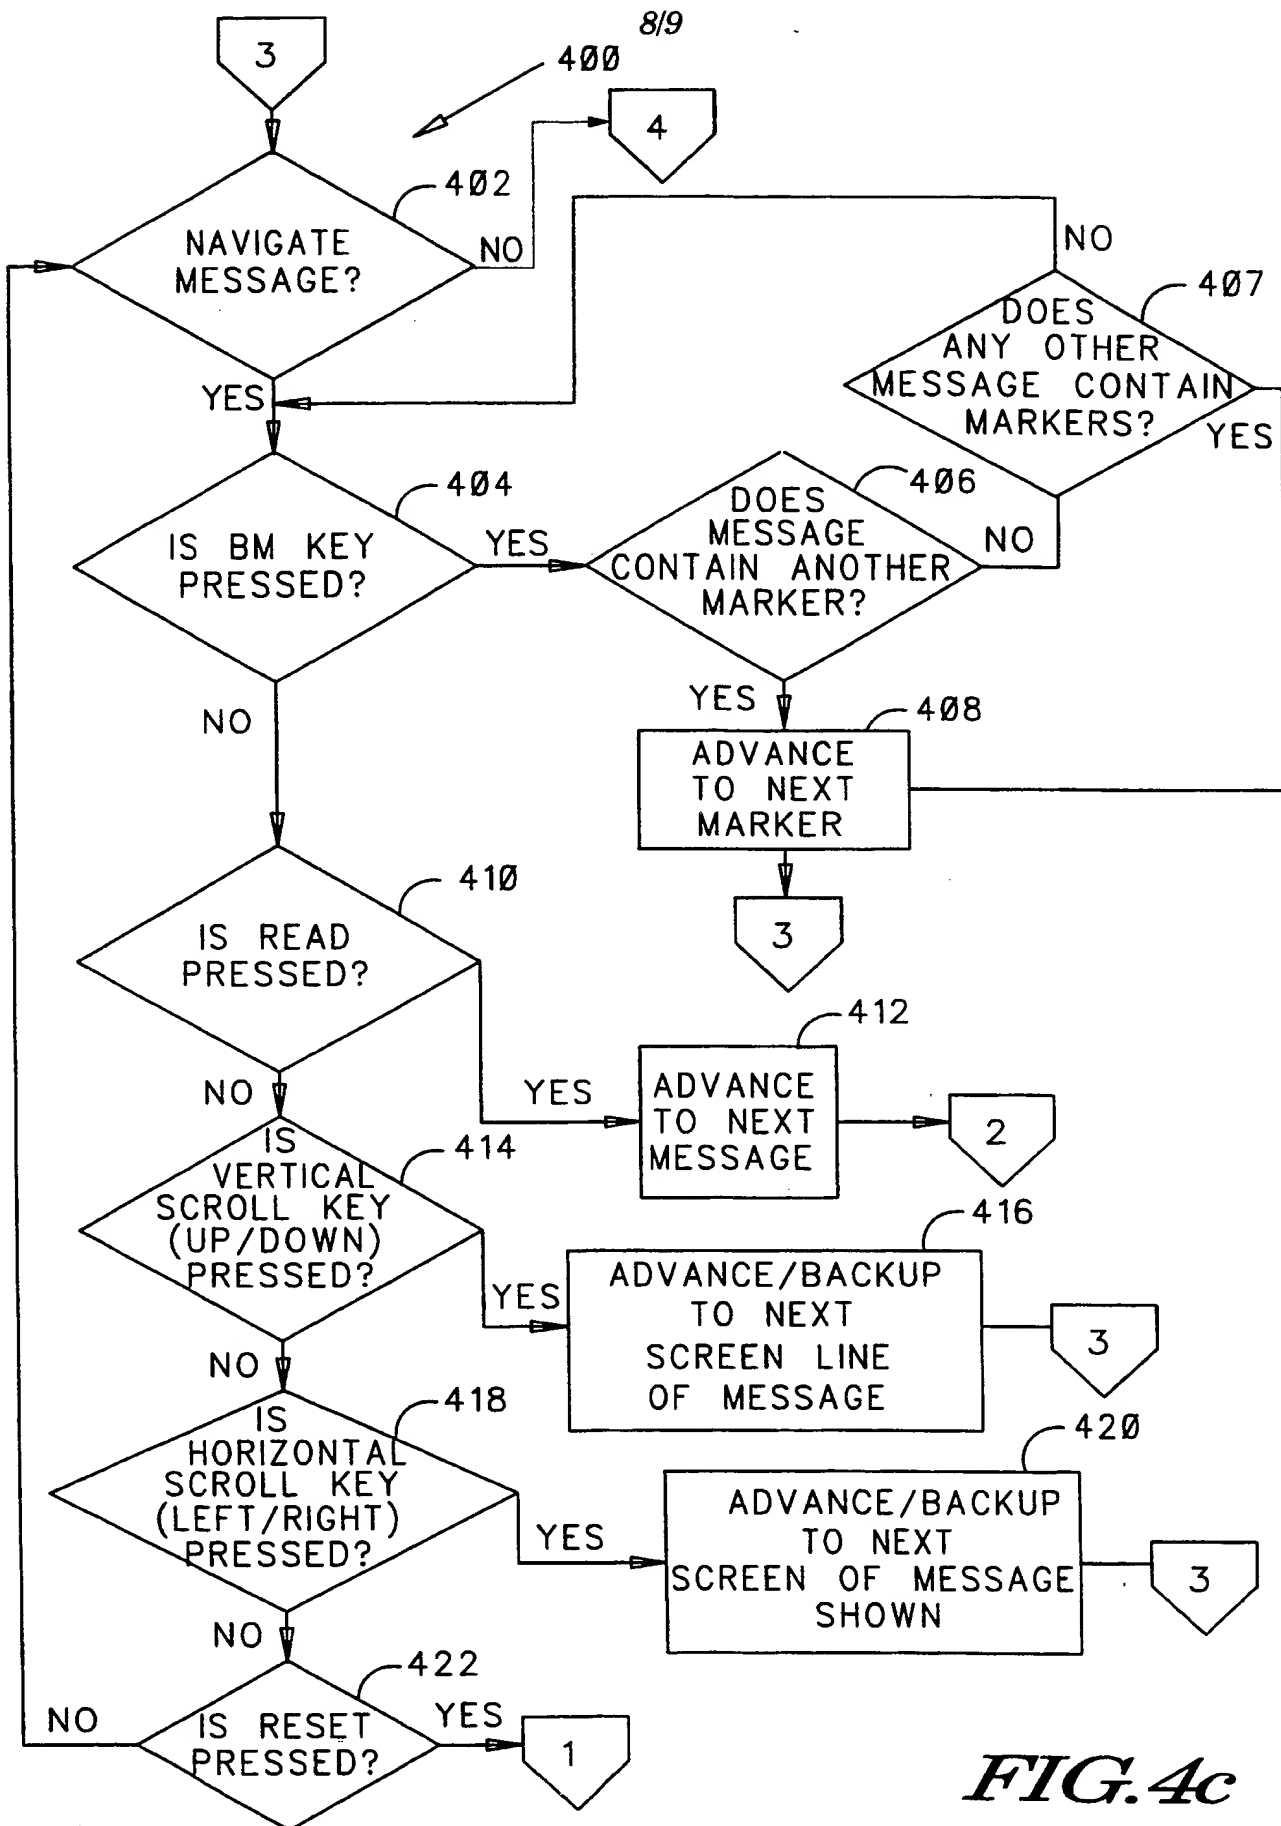 8/9
3
400
4
402
NAVIGATE
MESSAGE?
NO
YES
NO
407
DOES
ANY OTHER
MESSAGE CONTAIN
MARKERS?
YES
404
IS BM KEY
PRESSED?
YES
NO
406
DOES
MESSAGE
CONTAIN ANOTHER
MARKER?
NO
YES
408
ADVANCE
TO NEXT
MARKER
3
410
IS READ
PRESSED?
YES
NO
412
ADVANCE
TO NEXT
MESSAGE
2
414
IS
VERTICAL
SCROLL KEY
(UP/DOWN)
PRESSED?
YES
NO
416
ADVANCE/BACKUP
TO NEXT
SCREEN LINE
OF MESSAGE
3
418
IS
HORIZONTAL
SCROLL KEY
(LEFT/RIGHT)
PRESSED?
YES
NO
420
ADVANCE/BACKUP
TO NEXT
SCREEN OF MESSAGE
SHOWN
3
422
IS RESET
PRESSED?
NO
YES
1
FIG.4c